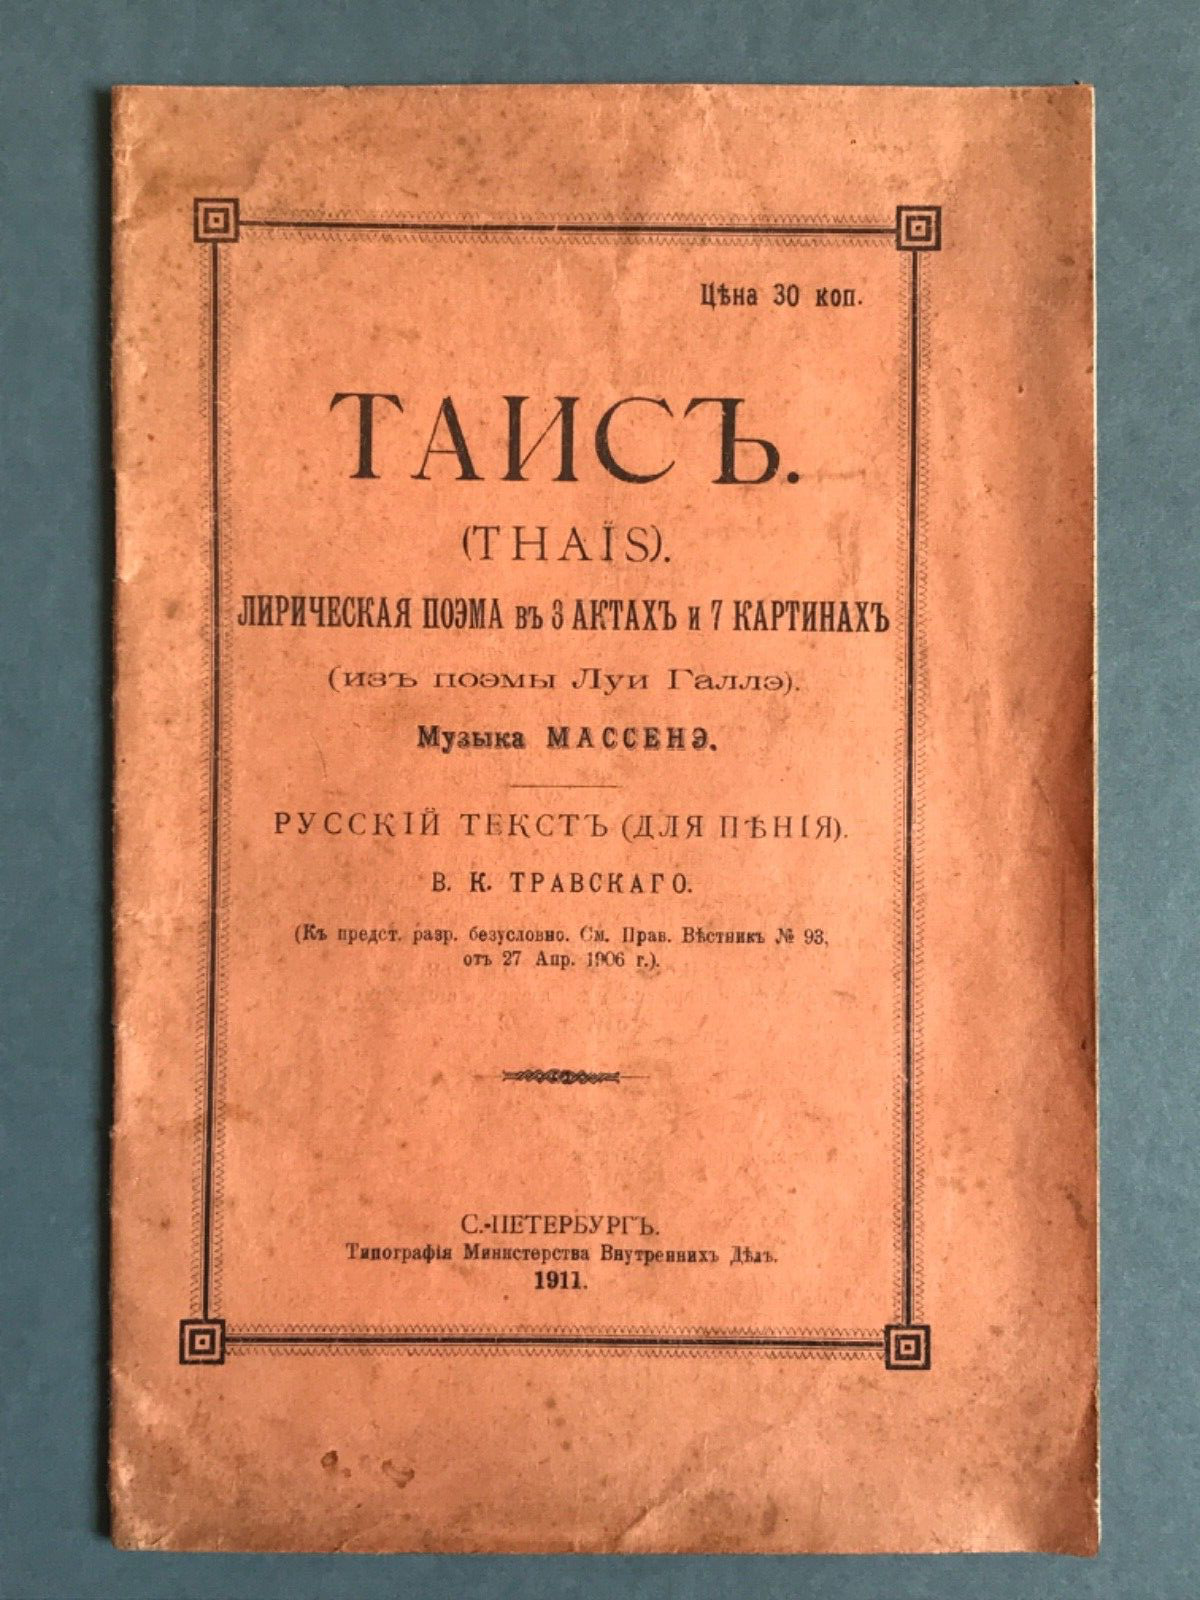 Цѣна 30 коп.
ТАИСЪ.
(THAÏS).
ЛИРИЧЕСКАЯ ПОЭМА въ 3 АКТАХЪ и 7 КАРТИНАХЪ
(изъ поэмы Луи Галлэ).
Музыка МАССЕНЭ.
РУССКІЙ ТЕКСТЪ (ДЛЯ ПѢНІЯ).
В. К. ТРАВСКАГО.
(Къ предст. разр. безусловно. См. Прав. Вѣстникъ № 93,
отъ 27 Апр. 1906 г.).
С.-ПЕТЕРБУРГЪ.
Типографія Министерства Внутреннихъ Дѣлъ.
1911.